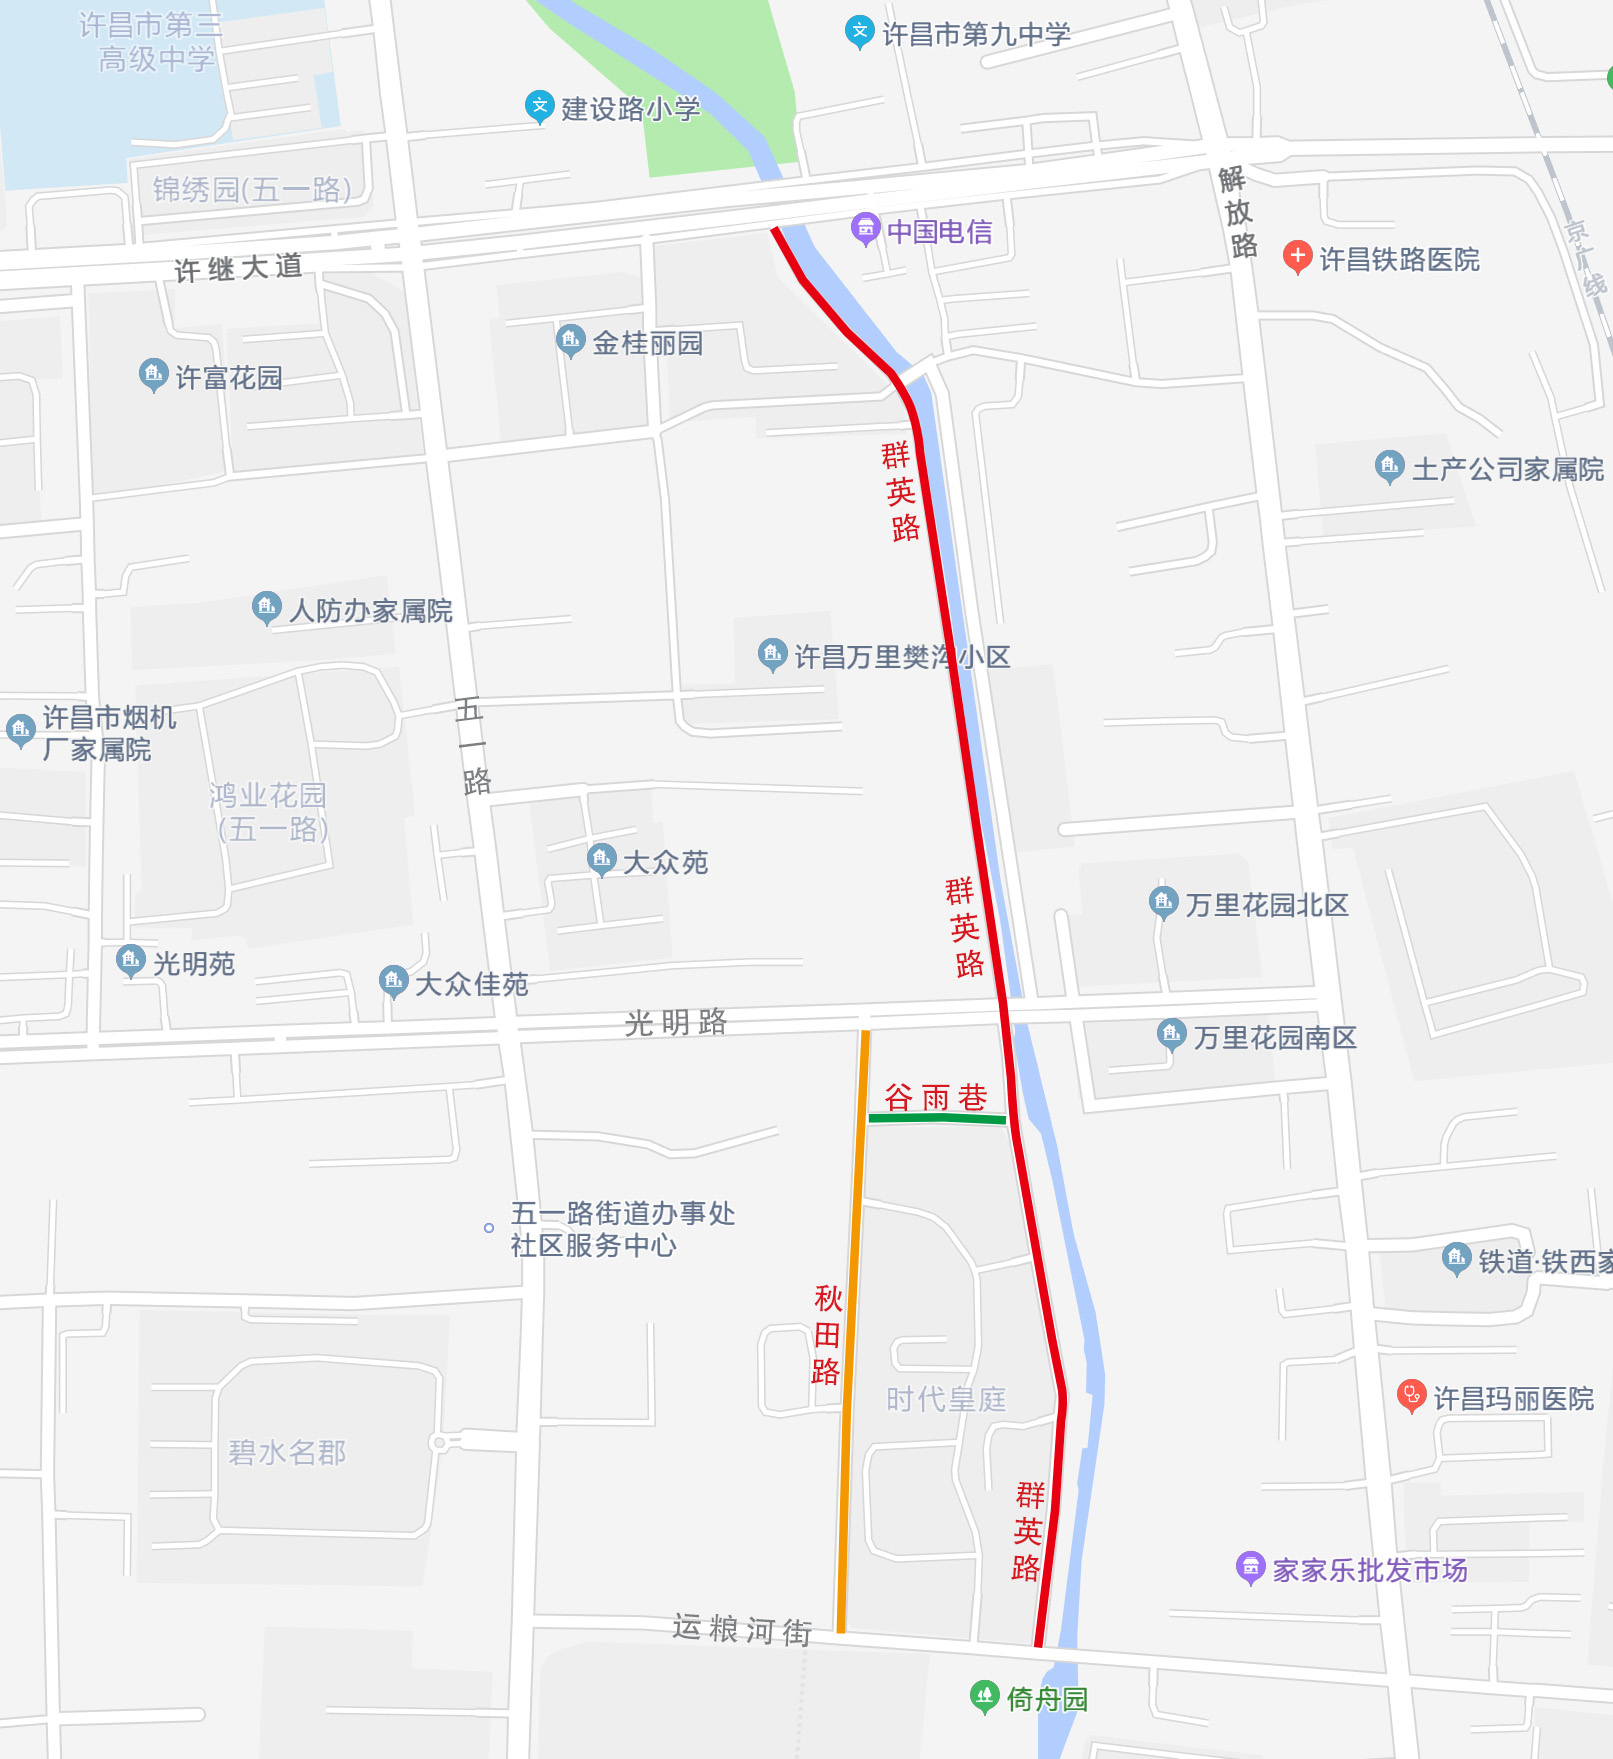 许昌市第三
高级中学
许昌市第九中学
建设路小学
锦绣园(五一路)
解放路
中国电信
京广线
许昌铁路医院
许继大道
金桂丽园
许富花园
群英路
土产公司家属院
人防办家属院
许昌万里樊沟小区
五一路
许昌市烟机
厂家属院
鸿业花园
(五一路)
大众苑
群英路
万里花园北区
光明苑
大众佳苑
光明路
万里花园南区
谷雨巷
五一路街道办事处
社区服务中心
铁道·铁西家
秋田路
时代皇庭
许昌玛丽医院
碧水名郡
群英路
家家乐批发市场
运粮河街
倚舟园